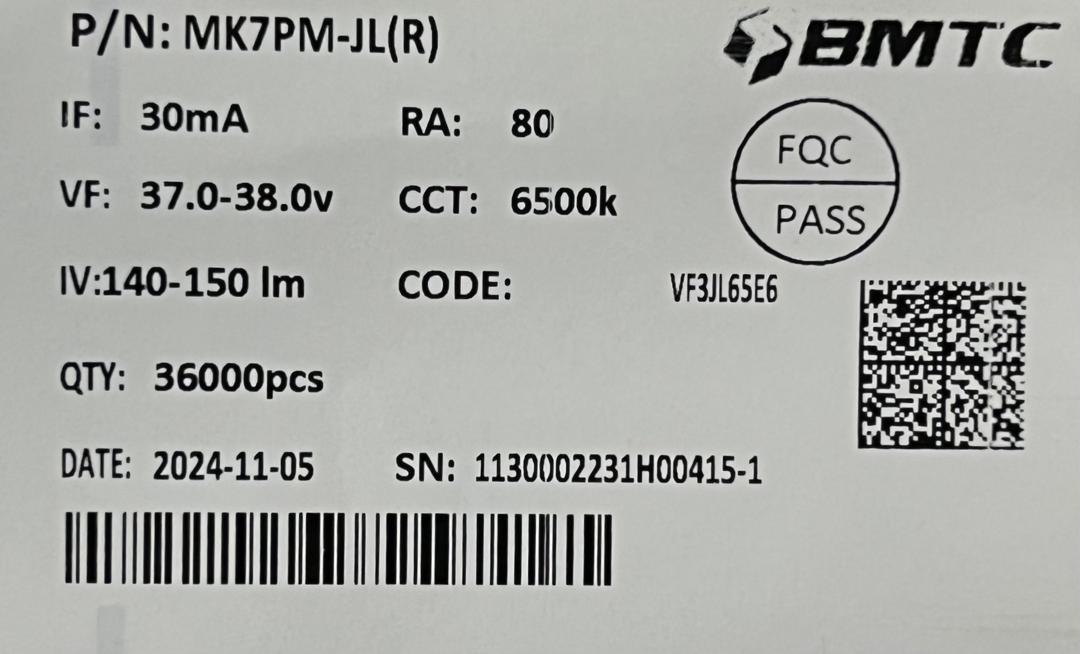 P/N: MK7PM-JL(R)
BMTC
IF: 30mA RA: 80
FQC
PASS
VF: 37.0-38.0v CCT: 6500k
IV:140-150 lm CODE: VF3JL65E6
QTY: 36000pcs
DATE: 2024-11-05 SN: 1130002231H00415-1